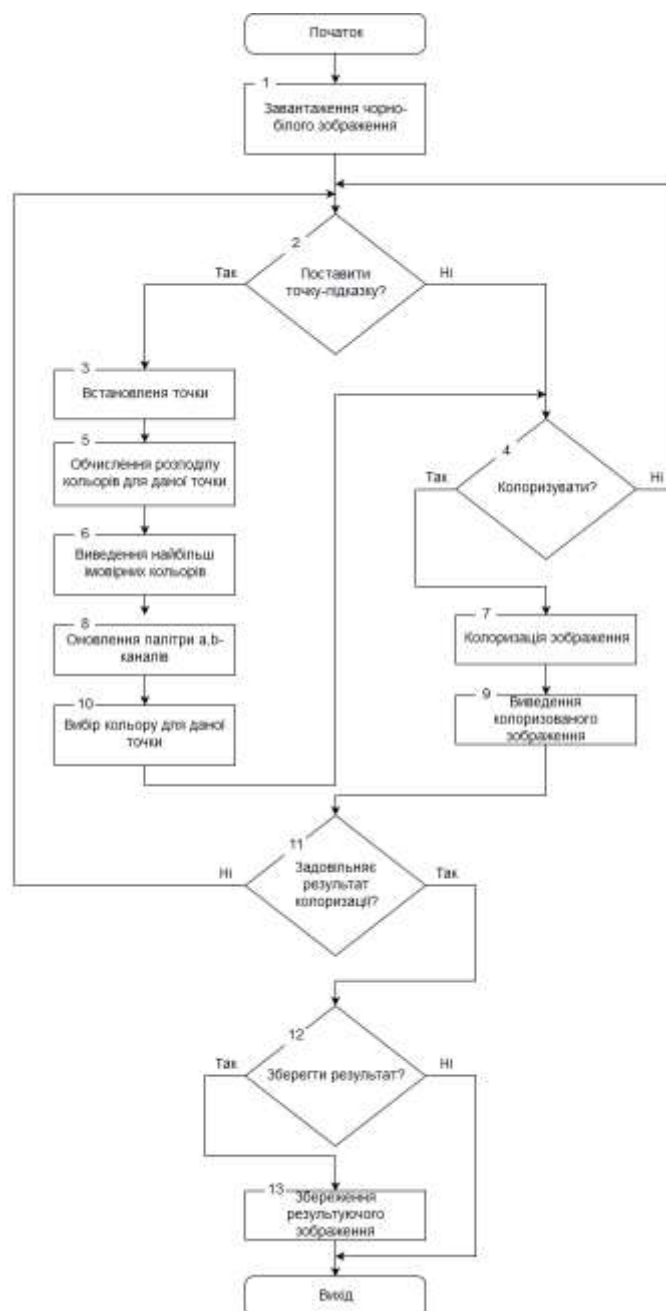 Початок
1
Завантаження чорно-
білого зображення
2
Так
Поставити
точку-підказку?
Ні
3
Встановленя точки
5
Обчислення розподілу
кольорів для даної точки
4
Так
Колоризувати?
Ні
6
Виведення найбільш
імовірних кольорів
8
Оновлення палітри a,b-
каналів
7
Колоризація зображення
10
Вибір кольору для даної
точки
9
Виведення
колоризованого
зображення
11
Ні
Задовільняє
результат
колоризації?
Так
12
Так
Зберегти результат?
Ні
13
Збереження
результуючого
зображення
Вихід